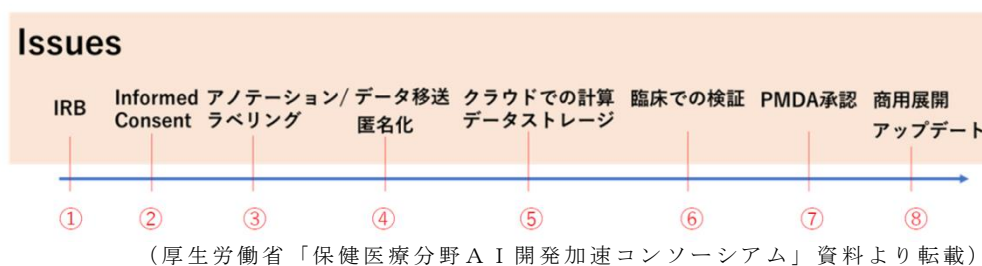 Issues
IRB
Informed
Consent
アノテーション/
ラベリング
データ移送
匿名化
クラウドでの計算
データストレージ
臨床での検証
PMDA承認
商用展開
アップデート
① ② ③ ④ ⑤ ⑥ ⑦ ⑧
(厚生労働省「保健医療分野AI開発加速コンソーシアム」資料より転載)